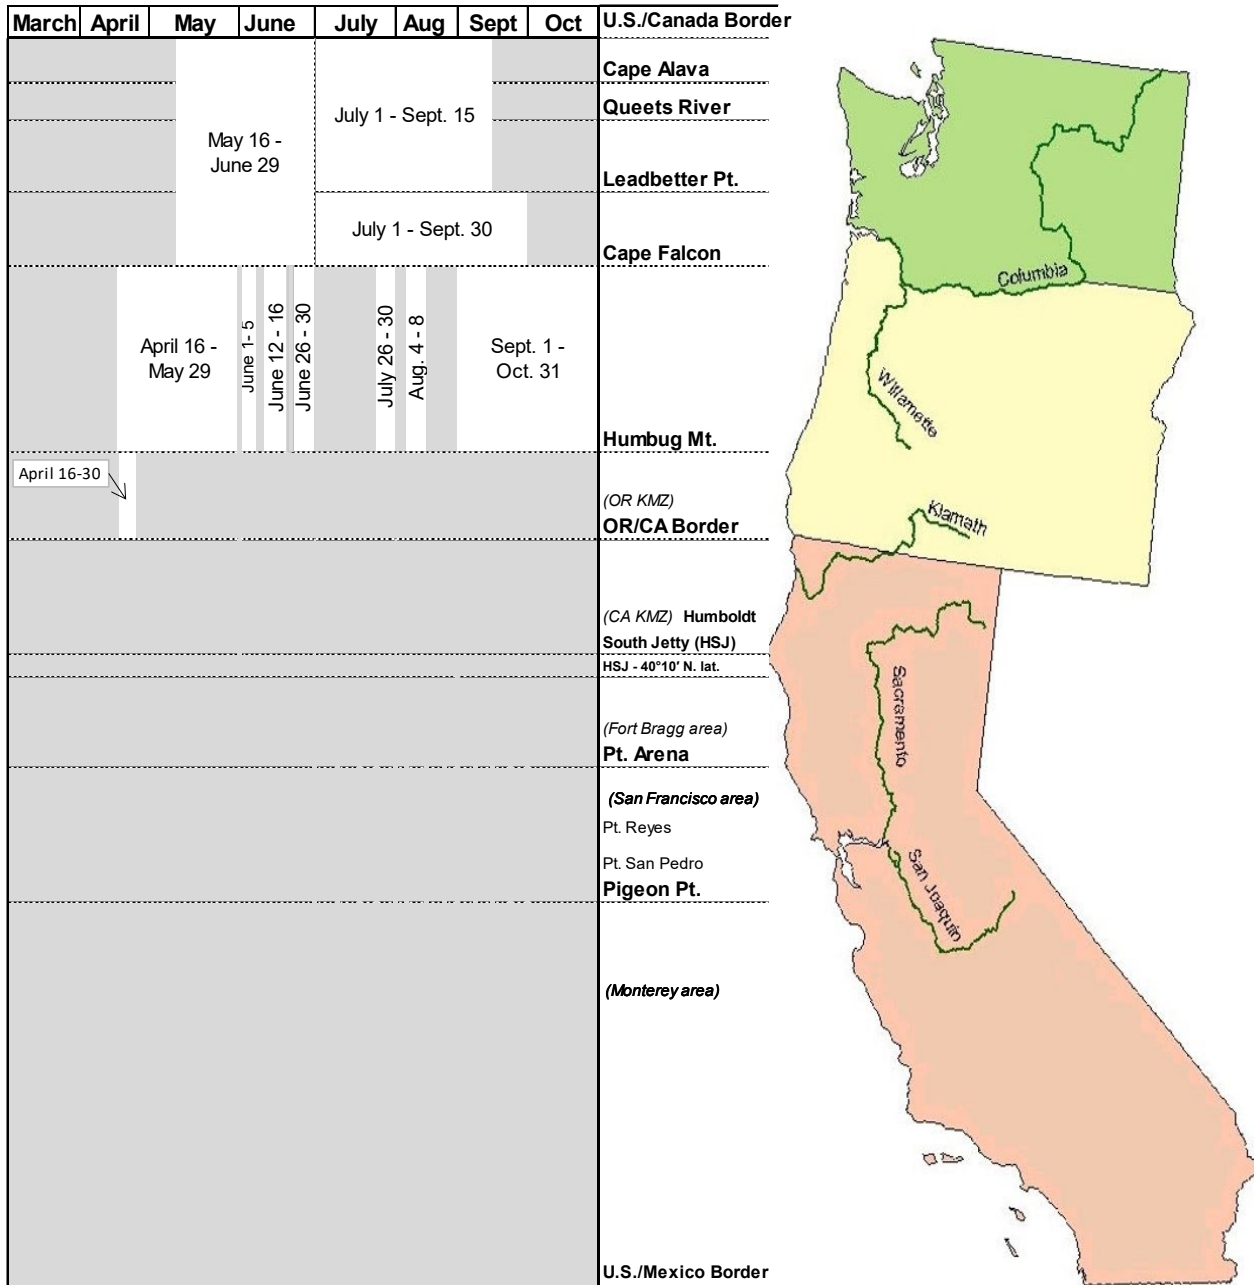 March April May June July Aug Sept Oct
U.S./Canada Border
Cape Alava
Queets River
July 1 - Sept. 15
May 16 -
June 29
Leadbetter Pt.
July 1 - Sept. 30
Cape Falcon
April 16 -
May 29
June 1- 5
June 12 - 16
June 26 - 30
July 26 - 30
Aug. 4 - 8
Sept. 1 -
Oct. 31
Humbug Mt.
April 16-30
(OR KMZ)
OR/CA Border
(CA KMZ) Humboldt
South Jetty (HSJ)
HSJ - 40°10' N. lat.
(Fort Bragg area)
Pt. Arena
(San Francisco area)
Pt. Reyes
Pt. San Pedro
Pigeon Pt.
(Monterey area)
U.S./Mexico Border
Columbia
Willamette
Klamath
Sacramento
San Joaquin